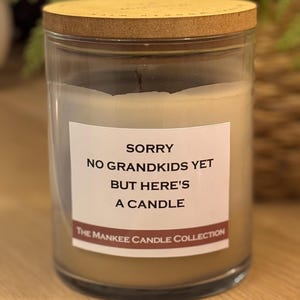 SORRY
NO GRANDKIDS YET
BUT HERE'S
A CANDLE
THE MANKEE CANDLE COLLECTION